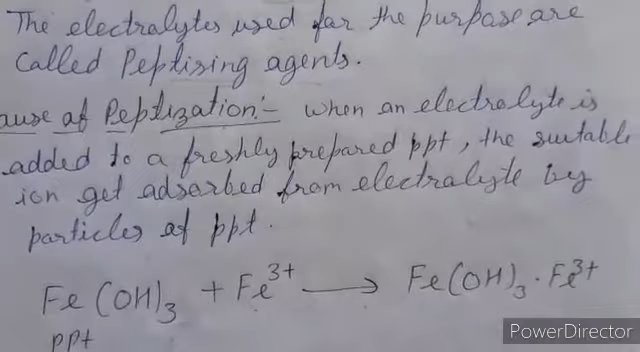 The electrolytes used for the purpose are
called Peptising agents.
ause of Peptization:- when an electrolyte is
added to a freshly prepared ppt, the suitable
ion get adsorbed from electrolyte by
particles of ppt.
Fe(OH)₃ + Fe³⁺ → Fe(OH)₃·Fe³⁺
ppt
PowerDirector